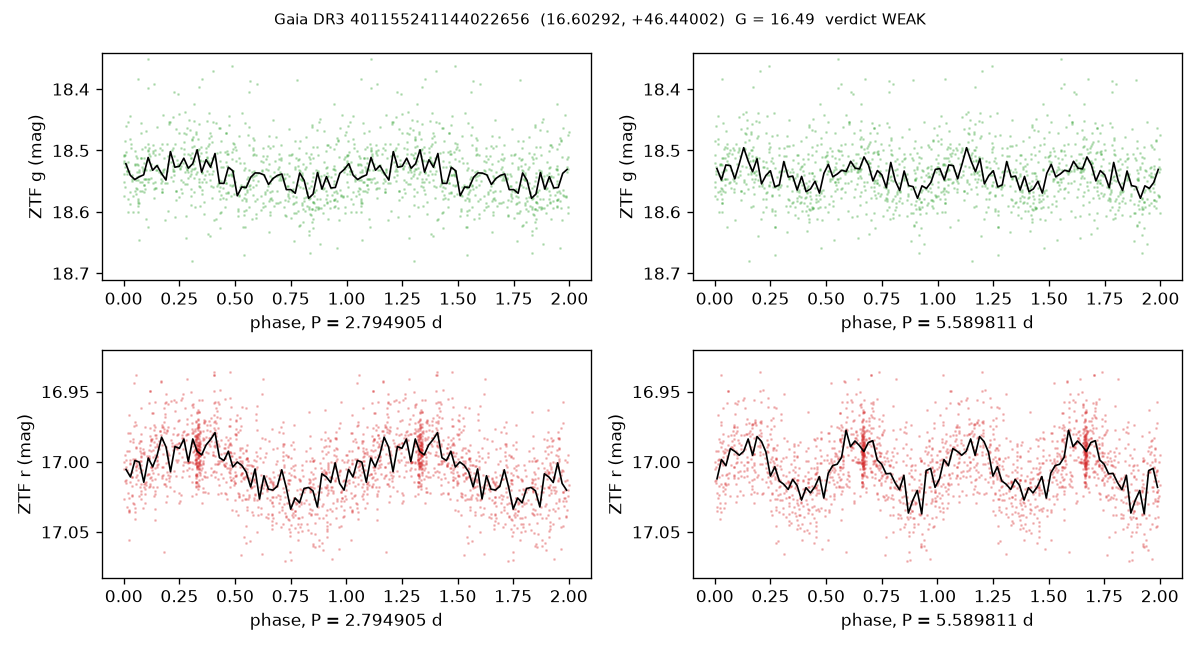 Gaia DR3 401155241144022656 (16.60292, +46.44002) G = 16.49 verdict WEAK
ZTF g (mag)
18.4
18.5
18.6
18.7
0.00 0.25 0.50 0.75 1.00 1.25 1.50 1.75 2.00
phase, P = 2.794905 d
ZTF g (mag)
18.4
18.5
18.6
18.7
0.00 0.25 0.50 0.75 1.00 1.25 1.50 1.75 2.00
phase, P = 5.589811 d
ZTF r (mag)
16.95
17.00
17.05
0.00 0.25 0.50 0.75 1.00 1.25 1.50 1.75 2.00
phase, P = 2.794905 d
ZTF r (mag)
16.95
17.00
17.05
0.00 0.25 0.50 0.75 1.00 1.25 1.50 1.75 2.00
phase, P = 5.589811 d